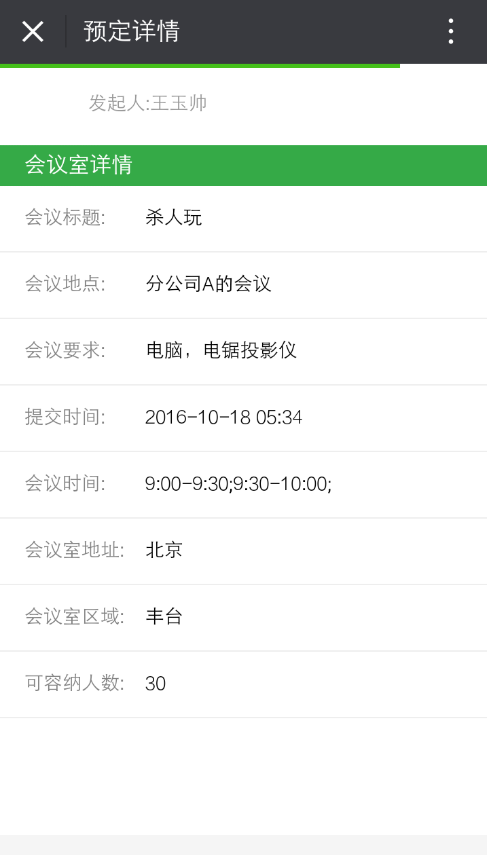 预定详情
发起人:王玉帅
会议室详情
会议标题: 杀人玩
会议地点: 分公司A的会议
会议要求: 电脑，电锯投影仪
提交时间: 2016-10-18 05:34
会议时间: 9:00-9:30;9:30-10:00;
会议室地址: 北京
会议室区域: 丰台
可容纳人数: 30